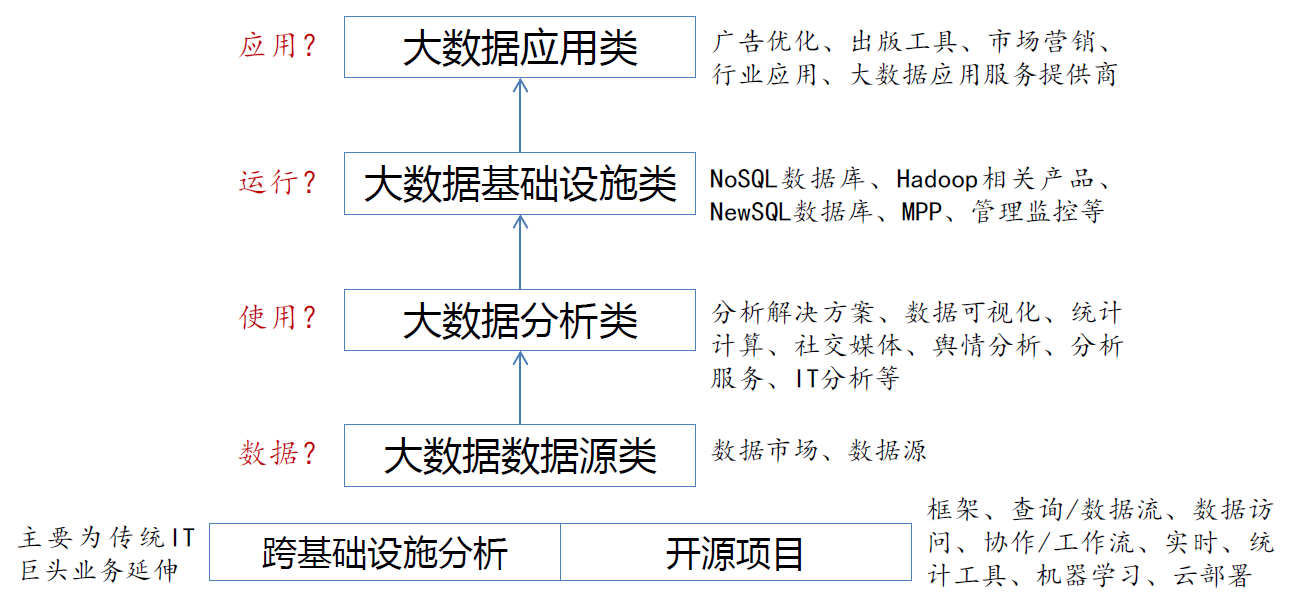 应用？
大数据应用类
广告优化、出版工具、市场营销、
行业应用、大数据应用服务提供商
运行？
大数据基础设施类
NoSQL数据库、Hadoop相关产品、
NewSQL数据库、MPP、管理监控等
使用？
大数据分析类
分析解决方案、数据可视化、统计
计算、社交媒体、舆情分析、分析
服务、IT分析等
数据？
大数据数据源类
数据市场、数据源
主要为传统IT
巨头业务延伸
跨基础设施分析
开源项目
框架、查询/数据流、数据访
问、协作/工作流、实时、统
计工具、机器学习、云部署